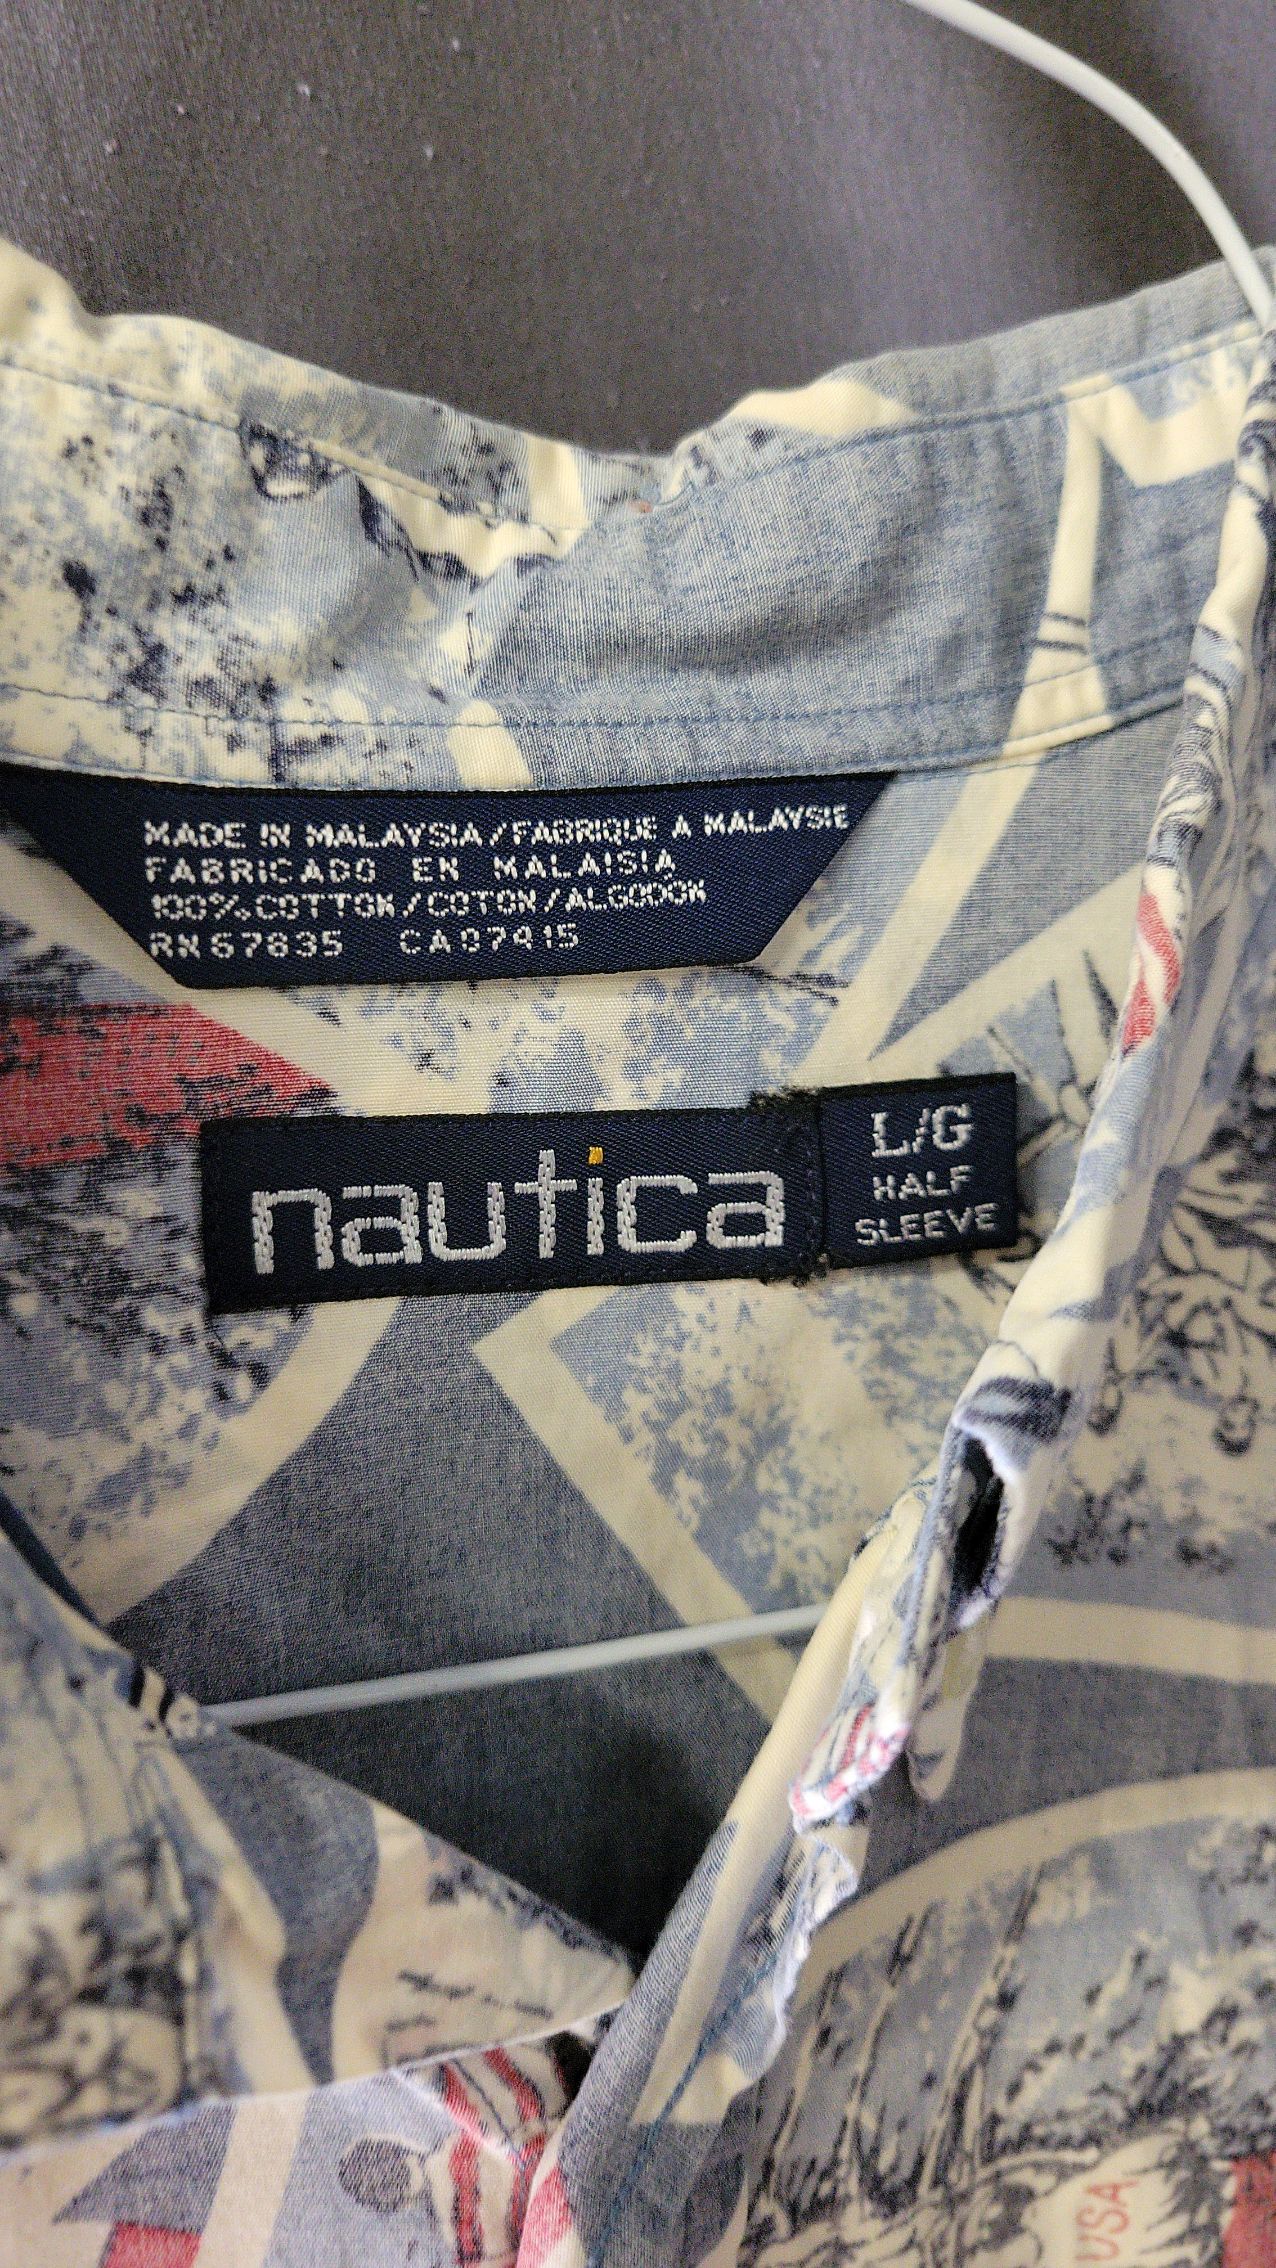 MADE IN MALAYSIA/FABRIQUE A MALAYSIE
FABRICADO EN MALAISIA
100% COTTON/COTON/ALGODON
RN67835 CA07415
nautica
L/G
HALF
SLEEVE
USA